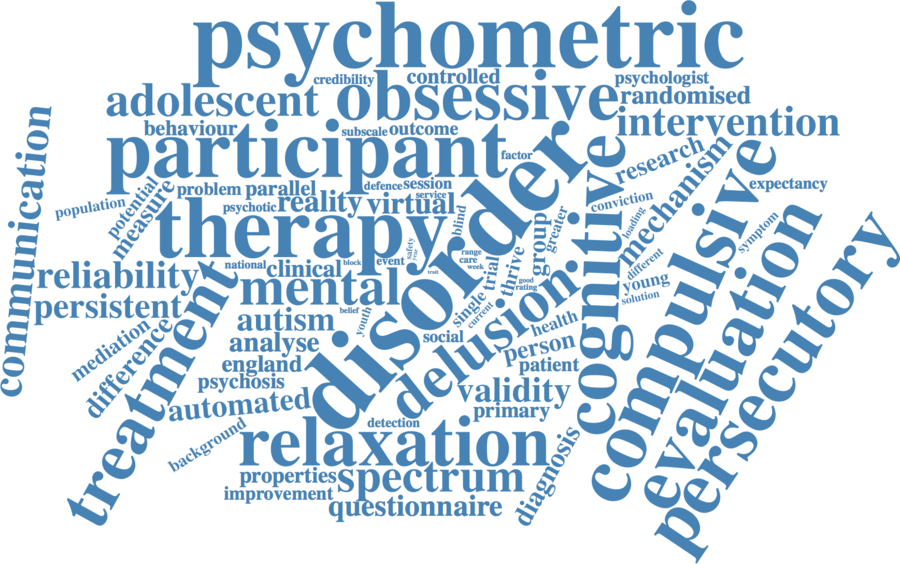 psychometric
credibility
controlled
psychologist
adolescent
obsessive
randomised
behaviour
subscale
outcome
intervention
communication
participant
factor
research
mechanism
potential
problem
parallel
defence
session
service
expectancy
population
measure
psychotic
reality
virtual
conviction
therapy
blind
disorder
cognitive
compulsive
group
greater
loading
symptom
safety
national
clinical
block
event
range
care
week
trait
trial
thrive
different
reliability
mental
good
rating
young
solution
persistent
belief
youth
single
current
delusion
evaluation
persecutory
autism
analyse
social
health
mediation
difference
treatment
england
person
patient
psychosis
automated
validity
primary
background
detection
relaxation
diagnosis
properties
spectrum
improvement
questionnaire